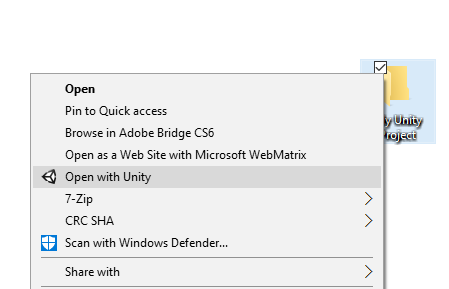 Open
Pin to Quick access
Browse in Adobe Bridge CS6
Open as a Web Site with Microsoft WebMatrix
Open with Unity
7-Zip
CRC SHA
Scan with Windows Defender...
Share with
Unity